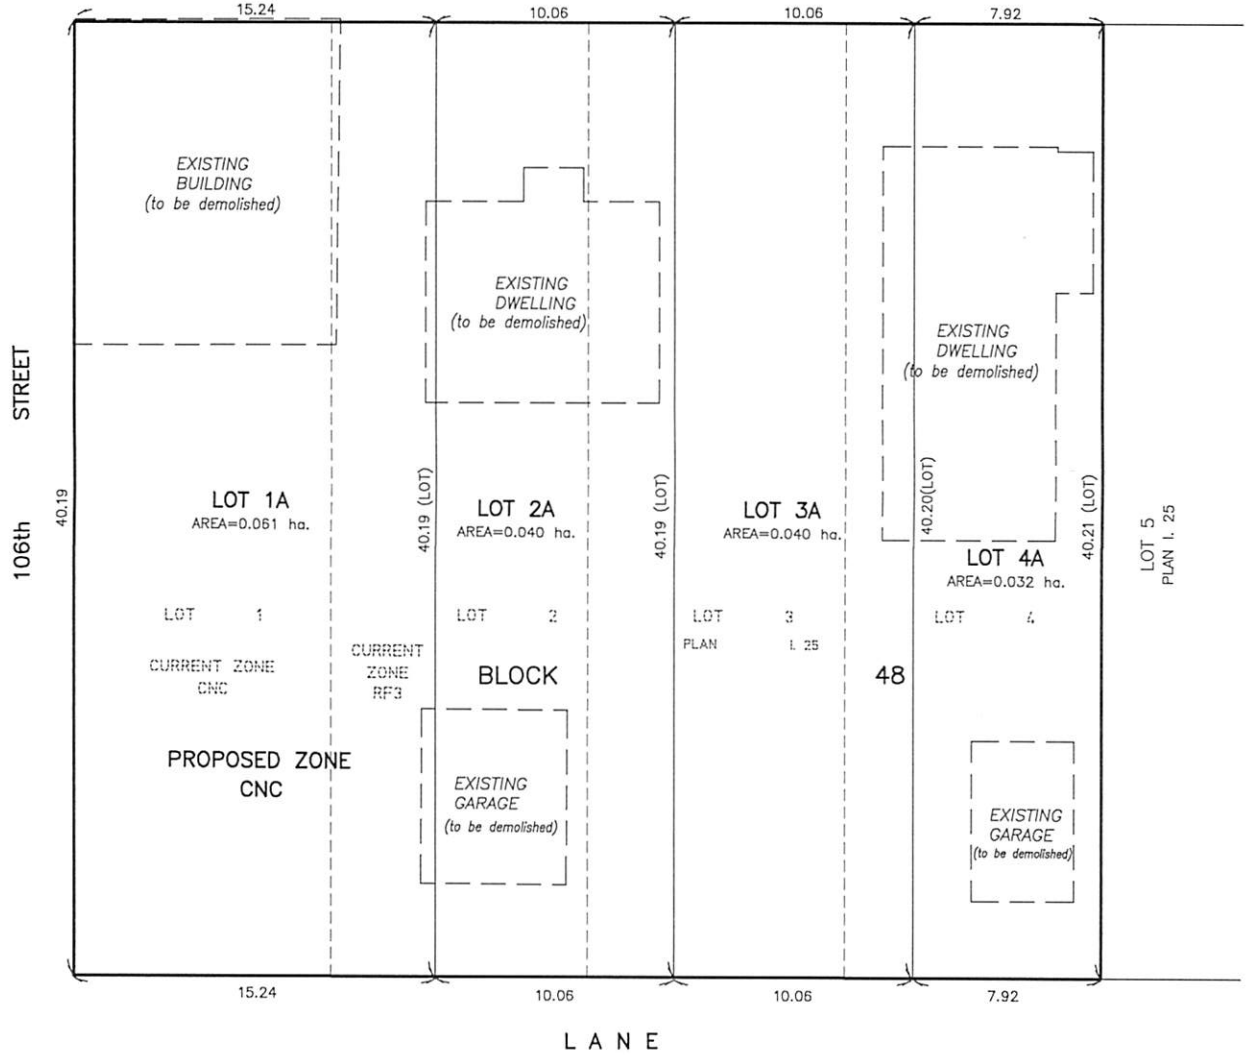 15.24
10.06
10.06
7.92
EXISTING
BUILDING
(to be demolished)
EXISTING
DWELLING
(to be demolished)
EXISTING
DWELLING
(to be demolished)
106th STREET
40.19
LOT 1A
AREA=0.061 ha.
40.19 (LOT)
LOT 2A
AREA=0.040 ha.
40.19 (LOT)
LOT 3A
AREA=0.040 ha.
40.20(LOT)
LOT 4A
AREA=0.032 ha.
40.21 (LOT)
LOT 5
PLAN I. 25
LOT 1
LOT 2
LOT 3
LOT 4
PLAN I. 25
CURRENT ZONE
CNC
CURRENT
ZONE
RF3
BLOCK 48
PROPOSED ZONE
CNC
EXISTING
GARAGE
(to be demolished)
EXISTING
GARAGE
(to be demolished)
15.24
10.06
10.06
7.92
LANE